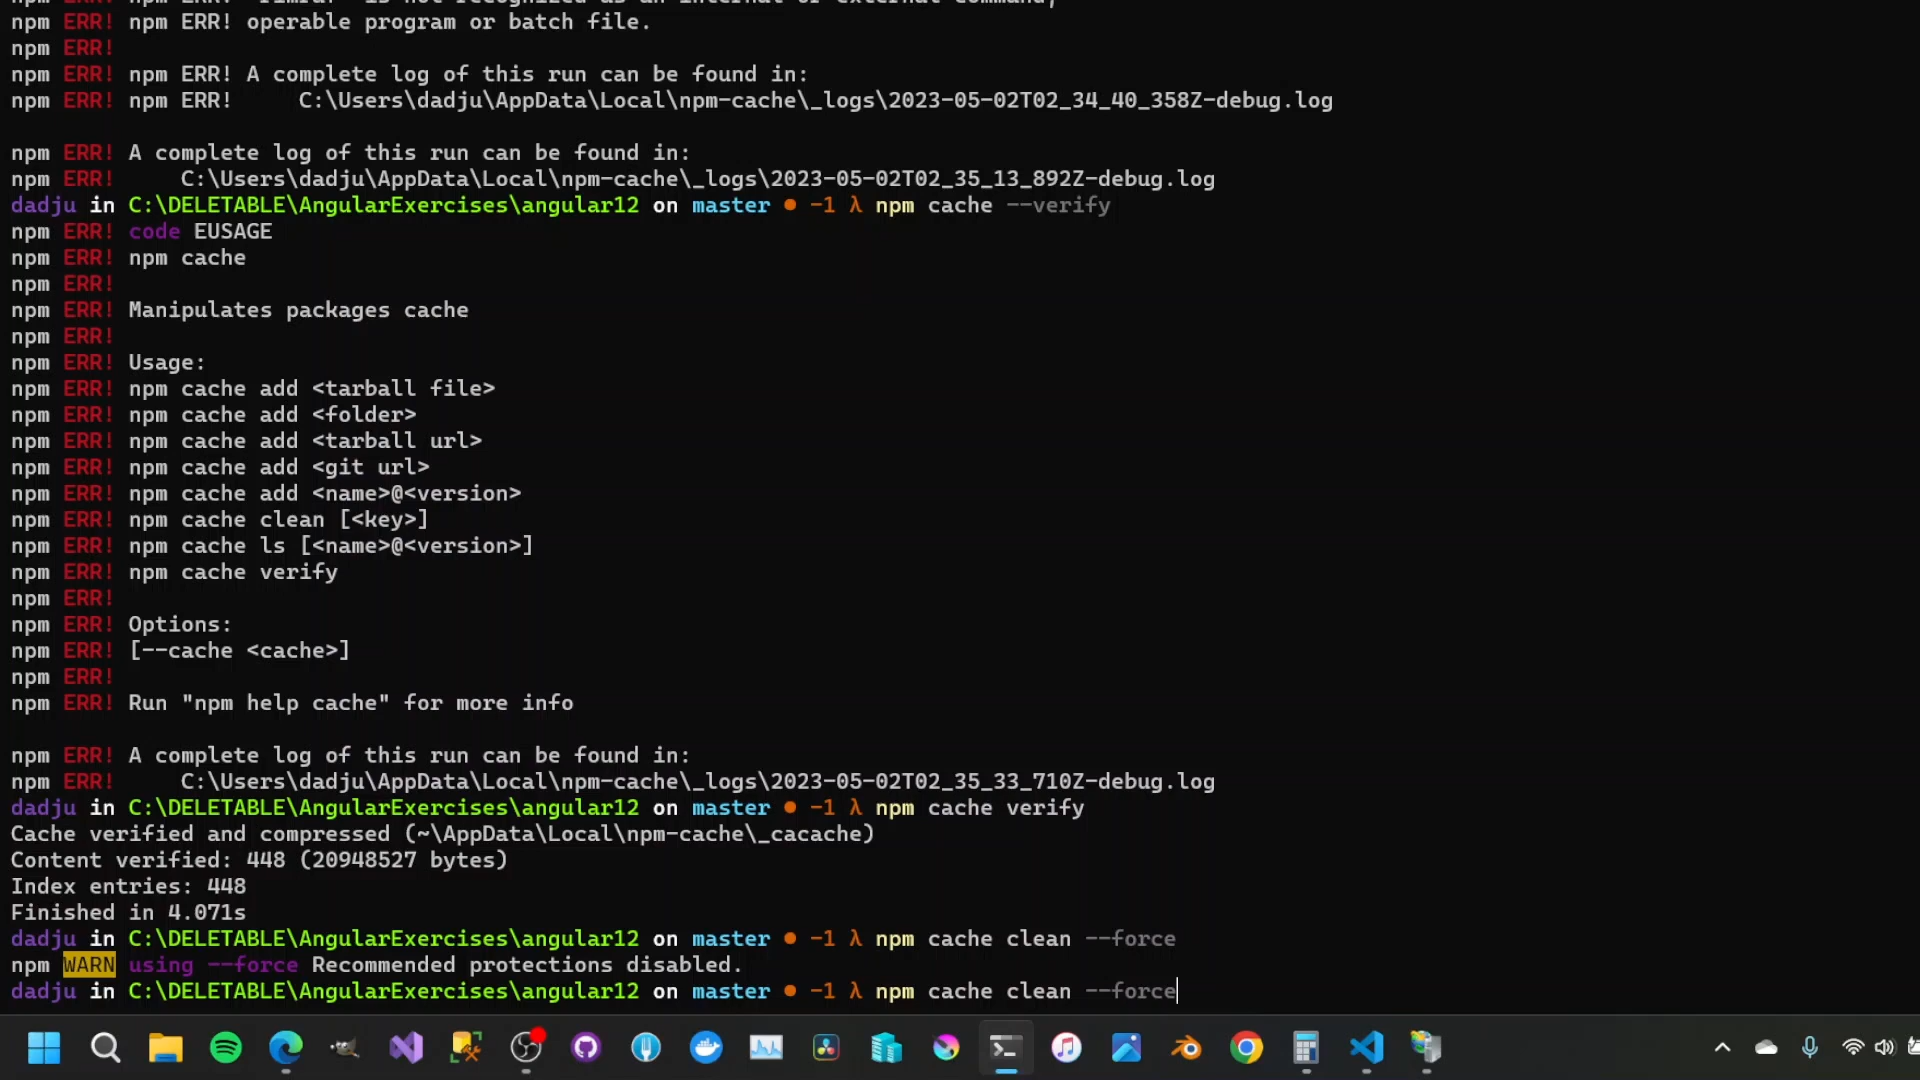 npm ERR! npm ERR! 'rimraf' is not recognized as an internal or external command,
npm ERR! npm ERR! operable program or batch file.
npm ERR!
npm ERR! npm ERR! A complete log of this run can be found in:
npm ERR! npm ERR!     C:\Users\dadju\AppData\Local\npm-cache\_logs\2023-05-02T02_34_40_358Z-debug.log
npm ERR! A complete log of this run can be found in:
npm ERR!     C:\Users\dadju\AppData\Local\npm-cache\_logs\2023-05-02T02_35_13_892Z-debug.log
dadju in C:\DELETABLE\AngularExercises\angular12 on master ● -1 λ npm cache --verify
npm ERR! code EUSAGE
npm ERR! npm cache
npm ERR!
npm ERR! Manipulates packages cache
npm ERR!
npm ERR! Usage:
npm ERR! npm cache add <tarball file>
npm ERR! npm cache add <folder>
npm ERR! npm cache add <tarball url>
npm ERR! npm cache add <git url>
npm ERR! npm cache add <name>@<version>
npm ERR! npm cache clean [<key>]
npm ERR! npm cache ls [<name>@<version>]
npm ERR! npm cache verify
npm ERR!
npm ERR! Options:
npm ERR! [--cache <cache>]
npm ERR!
npm ERR! Run "npm help cache" for more info
npm ERR! A complete log of this run can be found in:
npm ERR!     C:\Users\dadju\AppData\Local\npm-cache\_logs\2023-05-02T02_35_33_710Z-debug.log
dadju in C:\DELETABLE\AngularExercises\angular12 on master ● -1 λ npm cache verify
Cache verified and compressed (~\AppData\Local\npm-cache\_cacache)
Content verified: 448 (20948527 bytes)
Index entries: 448
Finished in 4.071s
dadju in C:\DELETABLE\AngularExercises\angular12 on master ● -1 λ npm cache clean --force
npm WARN using --force Recommended protections disabled.
dadju in C:\DELETABLE\AngularExercises\angular12 on master ● -1 λ npm cache clean --force